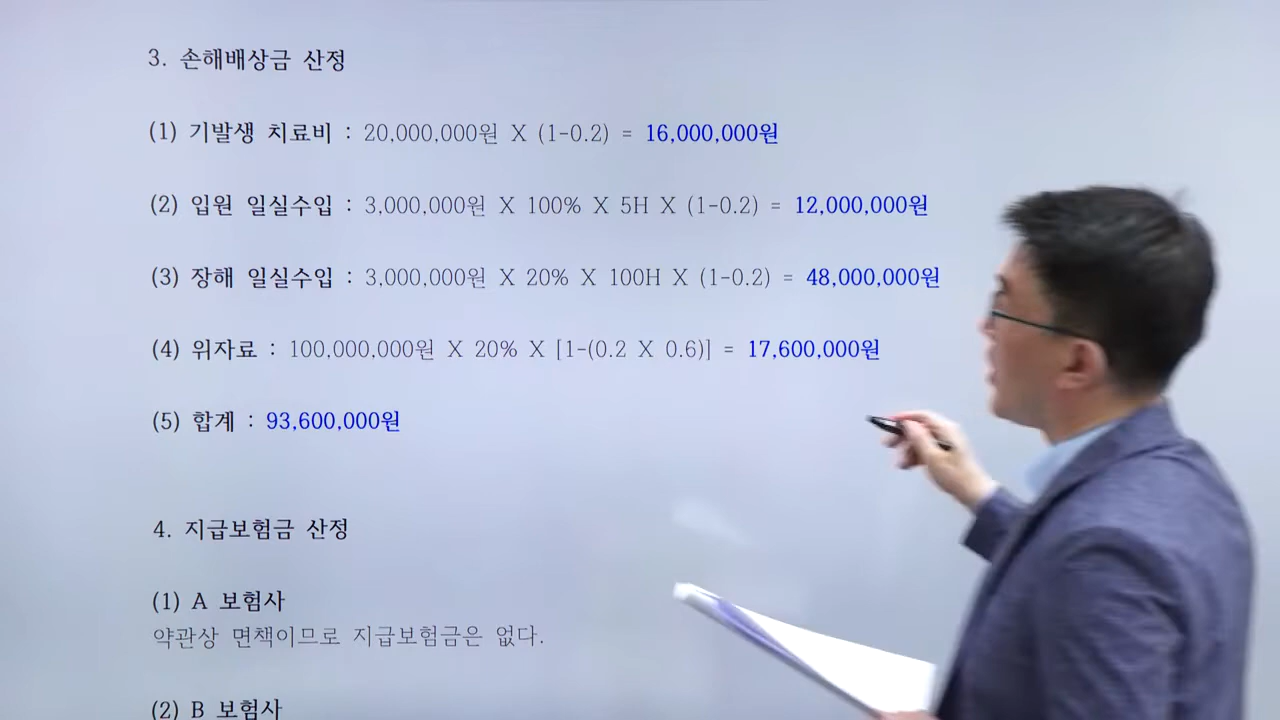 3. 손해배상금 산정
(1) 기발생 치료비 : 20,000,000원 X (1-0.2) = 16,000,000원
(2) 입원 일실수입 : 3,000,000원 X 100% X 5H X (1-0.2) = 12,000,000원
(3) 장해 일실수입 : 3,000,000원 X 20% X 100H X (1-0.2) = 48,000,000원
(4) 위자료 : 100,000,000원 X 20% X [1-(0.2 X 0.6)] = 17,600,000원
(5) 합계 : 93,600,000원
4. 지급보험금 산정
(1) A 보험사
약관상 면책이므로 지급보험금은 없다.
(2) B 보험사